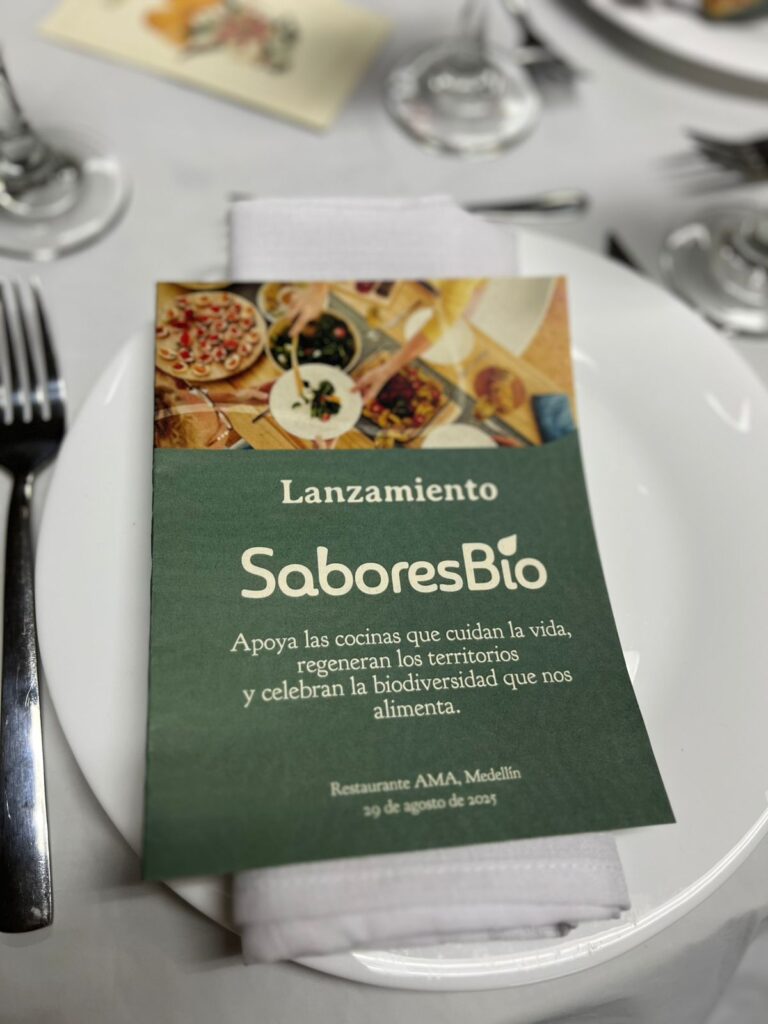 Lanzamiento
SaboresBio
Apoya las cocinas que cuidan la vida,
regeneran los territorios
y celebran la biodiversidad que nos
alimenta.
Restaurante AMA, Medellín
29 de agosto de 2025